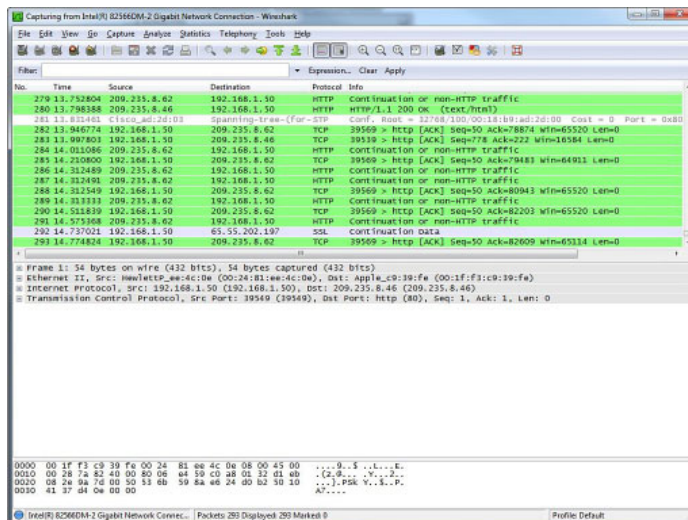 Capturing from Intel(R) 82566DM-2 Gigabit Network Connection - Wireshark
File Edit View Go Capture Analyze Statistics Telephony Tools Help
Filter: Expression... Clear Apply
No. Time Source Destination Protocol Info
279 13.752804 209.235.8.62 192.168.1.50 HTTP Continuation or non-HTTP traffic
280 13.798388 209.235.8.46 192.168.1.50 HTTP HTTP/1.1 200 OK (text/html)
281 13.831461 Cisco_ad:2d:03 Spanning-tree-(for- STP Conf. Root = 32768/100/00:18:b9:ad:2d:00 Cost = 0 Port = 0x80
282 13.946774 192.168.1.50 209.235.8.62 TCP 39569 > http [ACK] Seq=50 Ack=78874 Win=65520 Len=0
283 13.997803 192.168.1.50 209.235.8.46 TCP 39539 > http [ACK] Seq=778 Ack=222 Win=16584 Len=0
284 14.011086 209.235.8.62 192.168.1.50 HTTP Continuation or non-HTTP traffic
285 14.210800 192.168.1.50 209.235.8.62 TCP 39569 > http [ACK] Seq=50 Ack=79483 Win=64911 Len=0
286 14.312489 209.235.8.62 192.168.1.50 HTTP Continuation or non-HTTP traffic
287 14.312491 209.235.8.62 192.168.1.50 HTTP Continuation or non-HTTP traffic
288 14.312549 192.168.1.50 209.235.8.62 TCP 39569 > http [ACK] Seq=50 Ack=80943 Win=65520 Len=0
289 14.313333 209.235.8.62 192.168.1.50 HTTP Continuation or non-HTTP traffic
290 14.511839 192.168.1.50 209.235.8.62 TCP 39569 > http [ACK] Seq=50 Ack=82203 Win=65520 Len=0
291 14.575368 209.235.8.62 192.168.1.50 HTTP Continuation or non-HTTP traffic
292 14.737021 192.168.1.50 65.55.202.197 SSL Continuation Data
293 14.774824 192.168.1.50 209.235.8.62 TCP 39569 > http [ACK] Seq=50 Ack=82609 Win=65114 Len=0
Frame 1: 54 bytes on wire (432 bits), 54 bytes captured (432 bits)
Ethernet II, Src: HewlettP_ee:4c:0e (00:24:81:ee:4c:0e), Dst: Apple_c9:39:fe (00:1f:f3:c9:39:fe)
Internet Protocol, Src: 192.168.1.50 (192.168.1.50), Dst: 209.235.8.46 (209.235.8.46)
Transmission Control Protocol, Src Port: 39549 (39549), Dst Port: http (80), Seq: 1, Ack: 1, Len: 0
0000 00 1f f3 c9 39 fe 00 24 81 ee 4c 0e 08 00 45 00 ....9..$ ..L...E.
0010 00 28 7a 82 40 00 80 06 e4 59 c0 a8 01 32 d1 eb .(z.@... .Y...2..
0020 08 2e 9a 7d 00 50 53 6b 59 8a e6 24 d0 b2 50 10 ...}.PSk Y..$..P.
0030 41 37 d4 0e 00 00 A7....
Intel(R) 82566DM-2 Gigabit Network Connec... Packets: 293 Displayed: 293 Marked: 0 Profile: Default